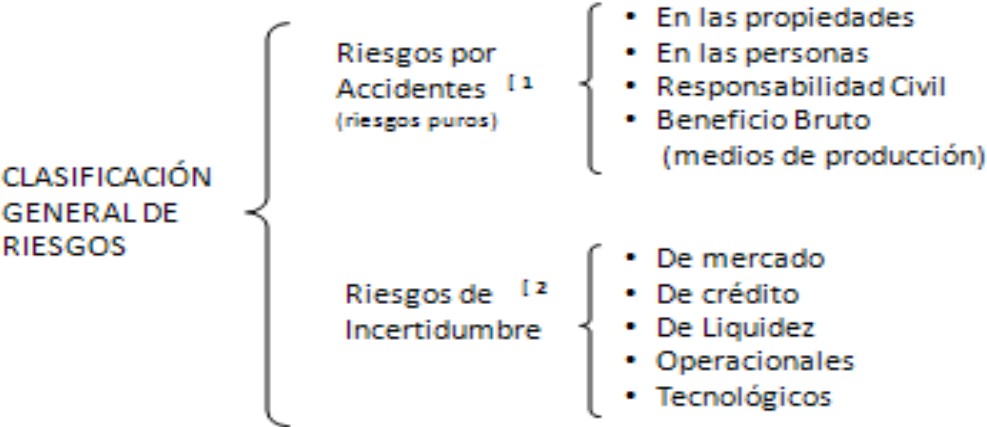 CLASIFICACIÓN
GENERAL DE
RIESGOS
Riesgos por
Accidentes [ 1
(riesgos puros)
• En las propiedades
• En las personas
• Responsabilidad Civil
• Beneficio Bruto
(medios de producción)
Riesgos de [ 2
Incertidumbre
• De mercado
• De crédito
• De Liquidez
• Operacionales
• Tecnológicos